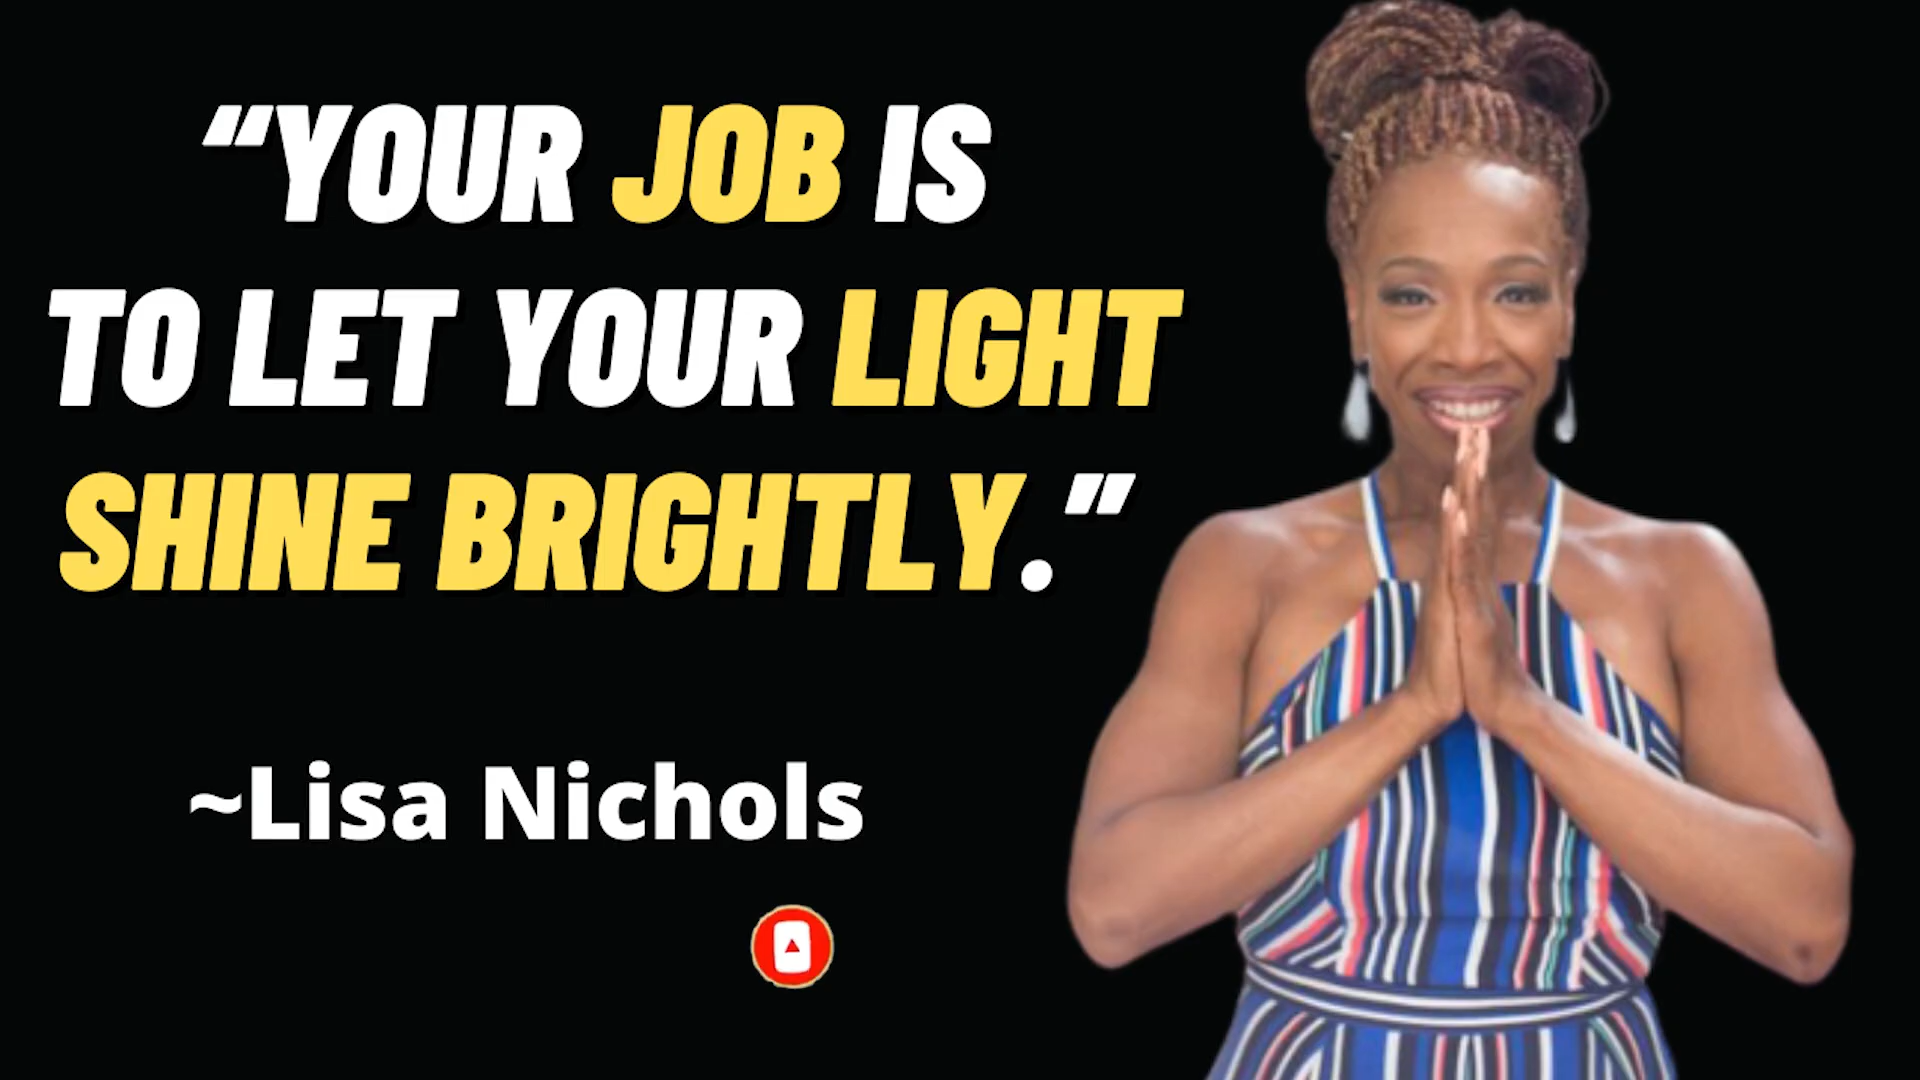 “YOUR JOB IS
TO LET YOUR LIGHT
SHINE BRIGHTLY.”
~Lisa Nichols